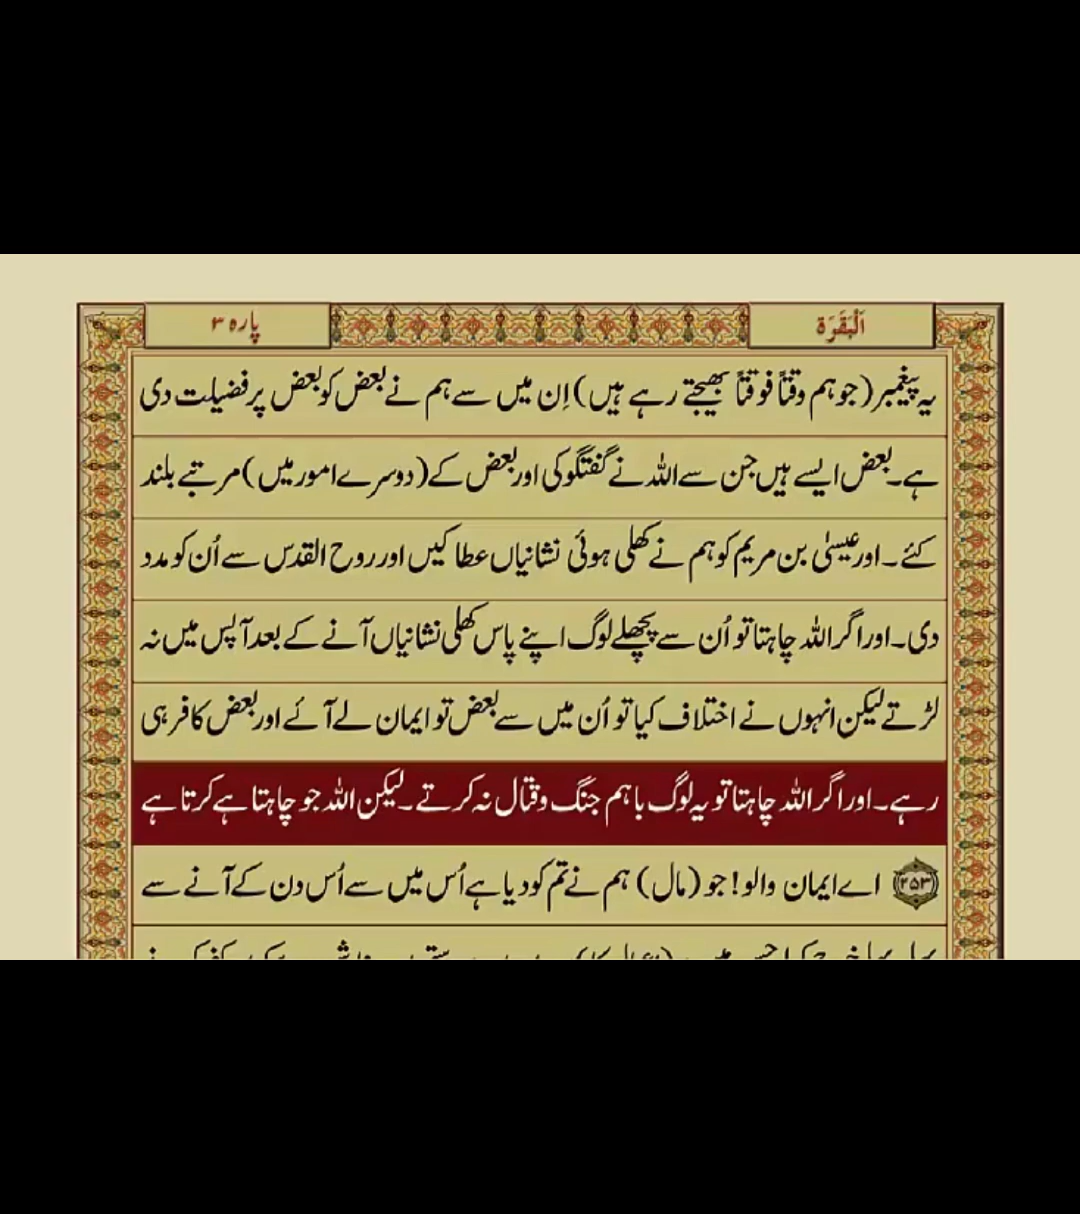 اَلْبَقَرَة
پارہ ۳
یہ پیغمبر (جو ہم وقتاً فوقتاً بھیجتے رہے ہیں) اِن میں سے ہم نے بعض کو بعض پر فضیلت دی
ہے۔ بعض ایسے ہیں جن سے اللہ نے گفتگو کی اور بعض کے (دوسرے امور میں) مرتبے بلند
کئے۔ اور عیسیٰ بن مریم کو ہم نے کھلی ہوئی نشانیاں عطا کیں اور روح القدس سے اُن کو مدد
دی۔ اور اگر اللہ چاہتا تو اُن سے پچھلے لوگ اپنے پاس کھلی نشانیاں آنے کے بعد آپس میں نہ
لڑتے لیکن انہوں نے اختلاف کیا تو اُن میں سے بعض تو ایمان لے آئے اور بعض کافر ہی
رہے۔ اور اگر اللہ چاہتا تو یہ لوگ باہم جنگ و قتال نہ کرتے۔ لیکن اللہ جو چاہتا ہے کرتا ہے
﴿۲۵۳﴾ اے ایمان والو! جو (مال) ہم نے تم کو دیا ہے اُس میں سے اُس دن کے آنے سے